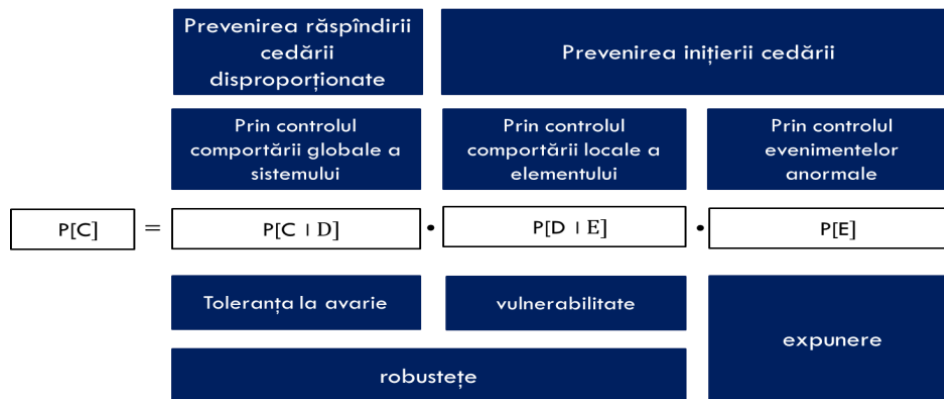 Prevenirea răspîndirii
cedării
disproporționate
Prevenirea inițierii cedării
Prin controlul
comportării globale a
sistemului
Prin controlul
comportării locale a
elementului
Prin controlul
evenimentelor
anormale
P[C] = P[C I D] • P[D I E] • P[E]
Toleranța la avarie
vulnerabilitate
expunere
robustețe